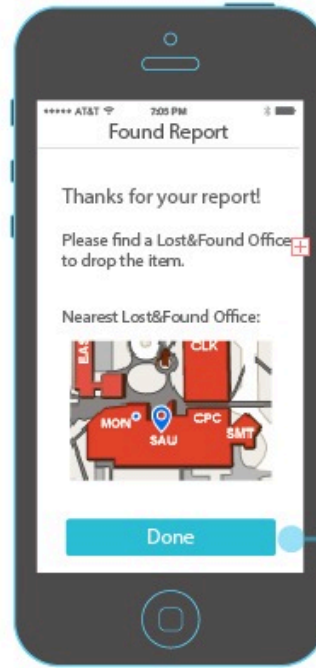 ••••• AT&T 7:05 PM
Found Report
Thanks for your report!
Please find a Lost&Found Office
to drop the item.
Nearest Lost&Found Office:
CLK
EAS
MON
CPC
SAU
SMT
Done